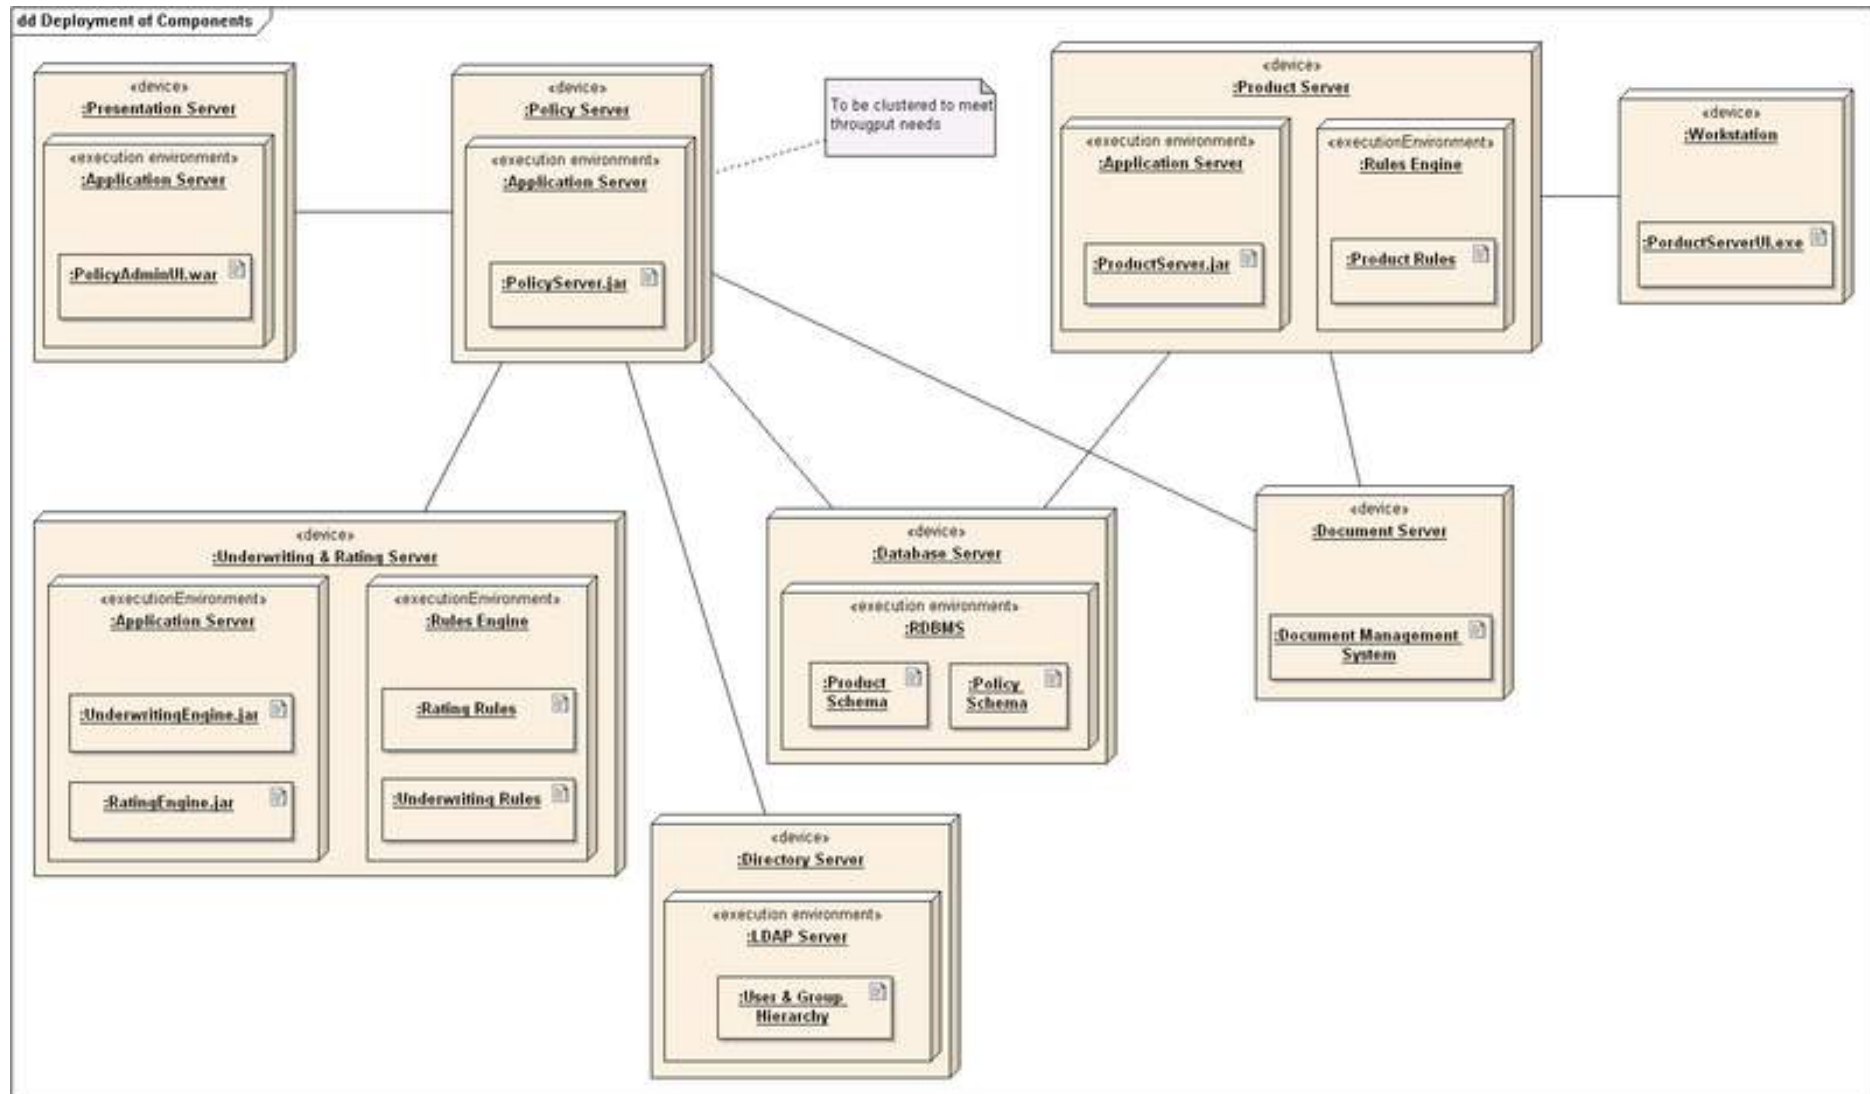 dd Deployment of Components
«device»
:Presentation Server
«execution environment»
:Application Server
:PolicyAdminUI.war
«device»
:Policy Server
«execution environment»
:Application Server
:PolicyServer.jar
To be clustered to meet
througput needs
«device»
:Product Server
«execution environment»
:Application Server
:ProductServer.jar
«executionEnvironment»
:Rules Engine
:Product Rules
«device»
:Workstation
:PorductServerUI.exe
«device»
:Underwriting & Rating Server
«executionEnvironment»
:Application Server
:UnderwritingEngine.jar
:RatingEngine.jar
«executionEnvironment»
:Rules Engine
:Rating Rules
:Underwriting Rules
«device»
:Database Server
«execution environment»
:RDBMS
:Product
Schema
:Policy
Schema
«device»
:Document Server
:Document Management
System
«device»
:Directory Server
«execution environment»
:LDAP Server
:User & Group
Hierarchy